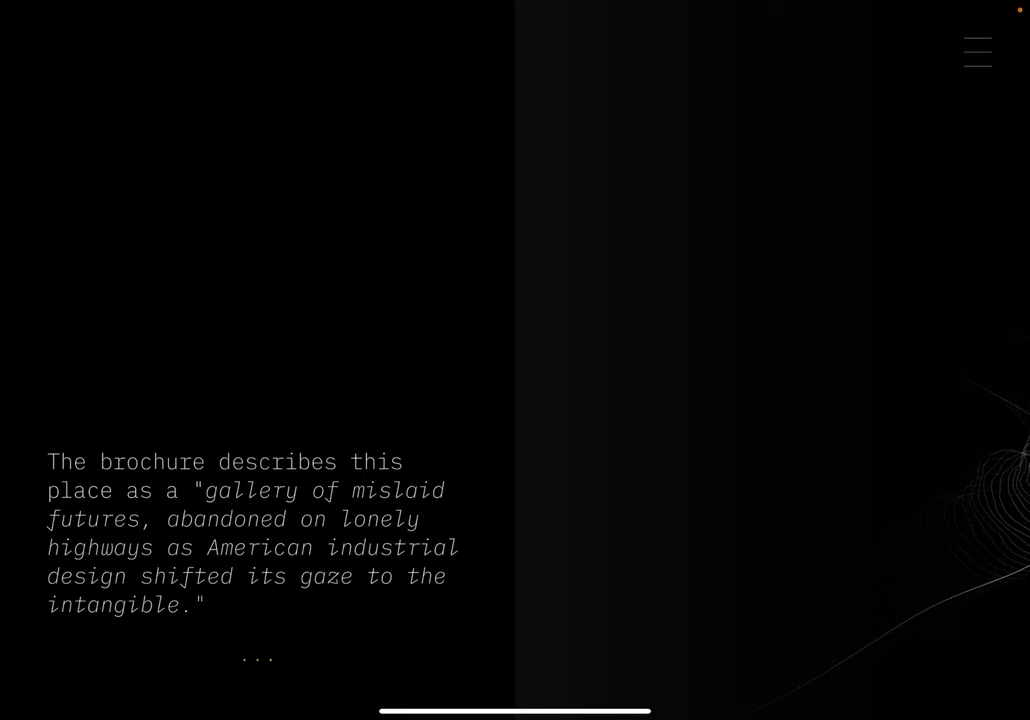 The brochure describes this
place as a "gallery of mislaid
futures, abandoned on lonely
highways as American industrial
design shifted its gaze to the
intangible."
...